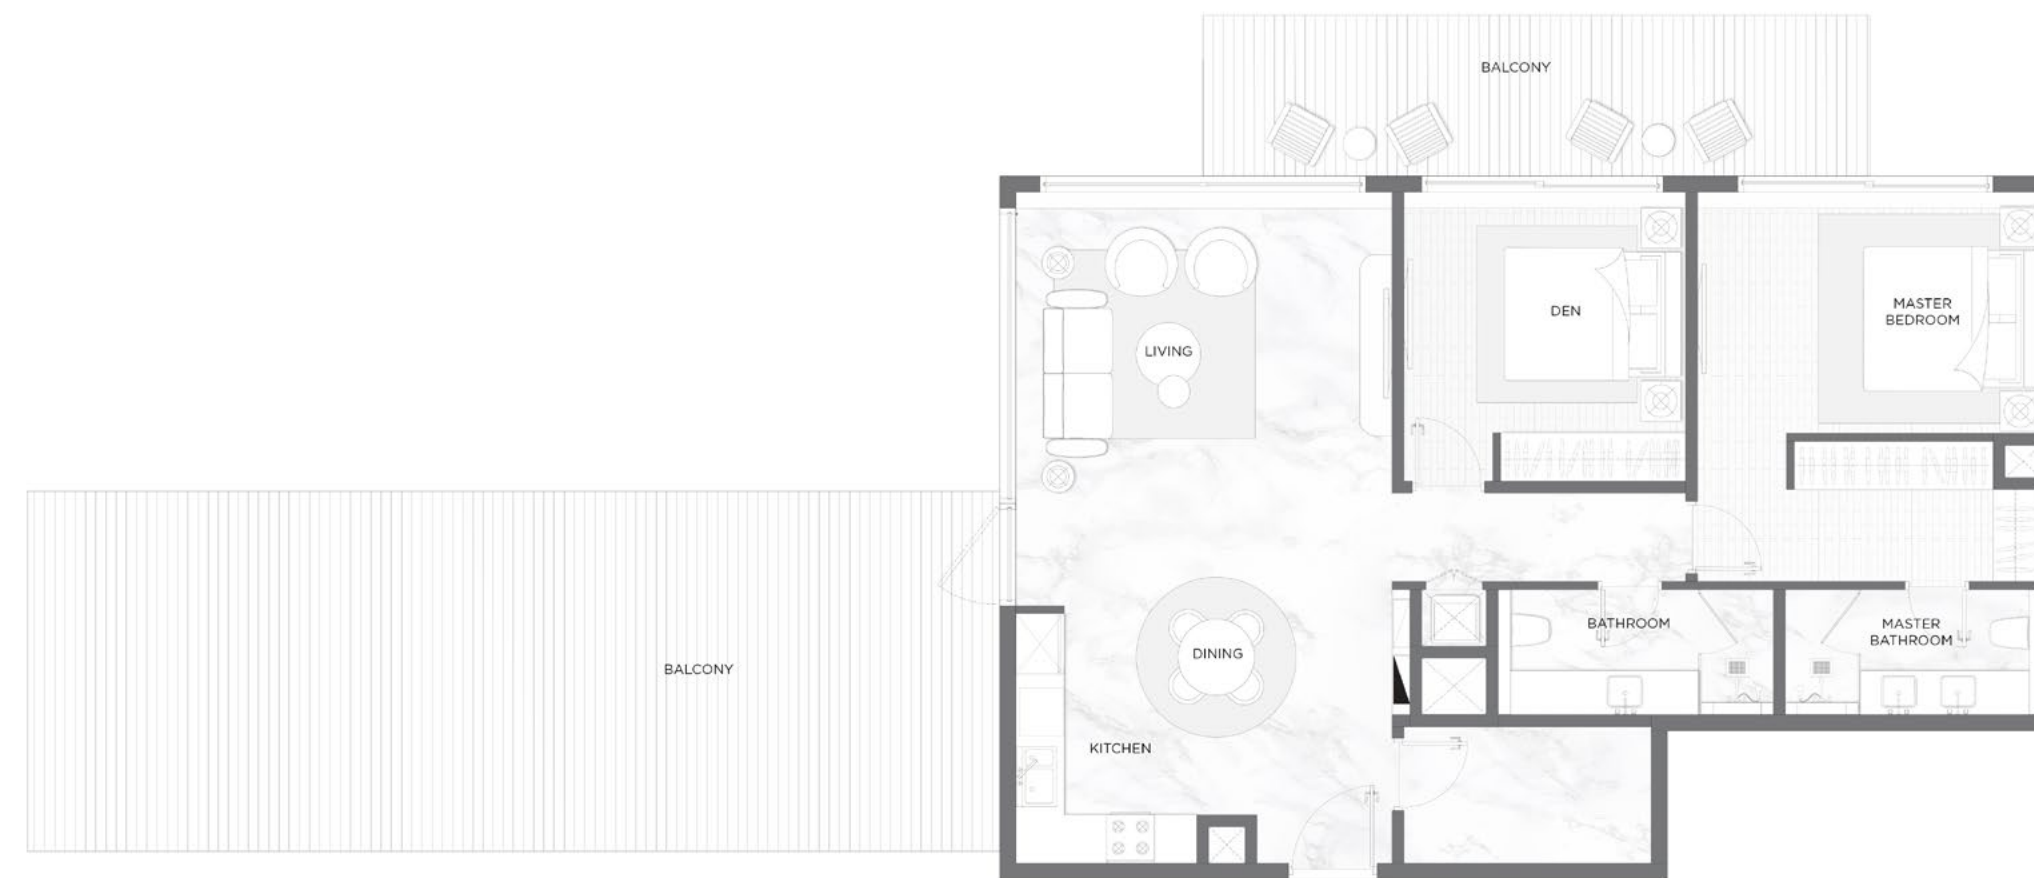 BALCONY
DEN
MASTER
BEDROOM
LIVING
BATHROOM
MASTER
BATHROOM
DINING
BALCONY
KITCHEN